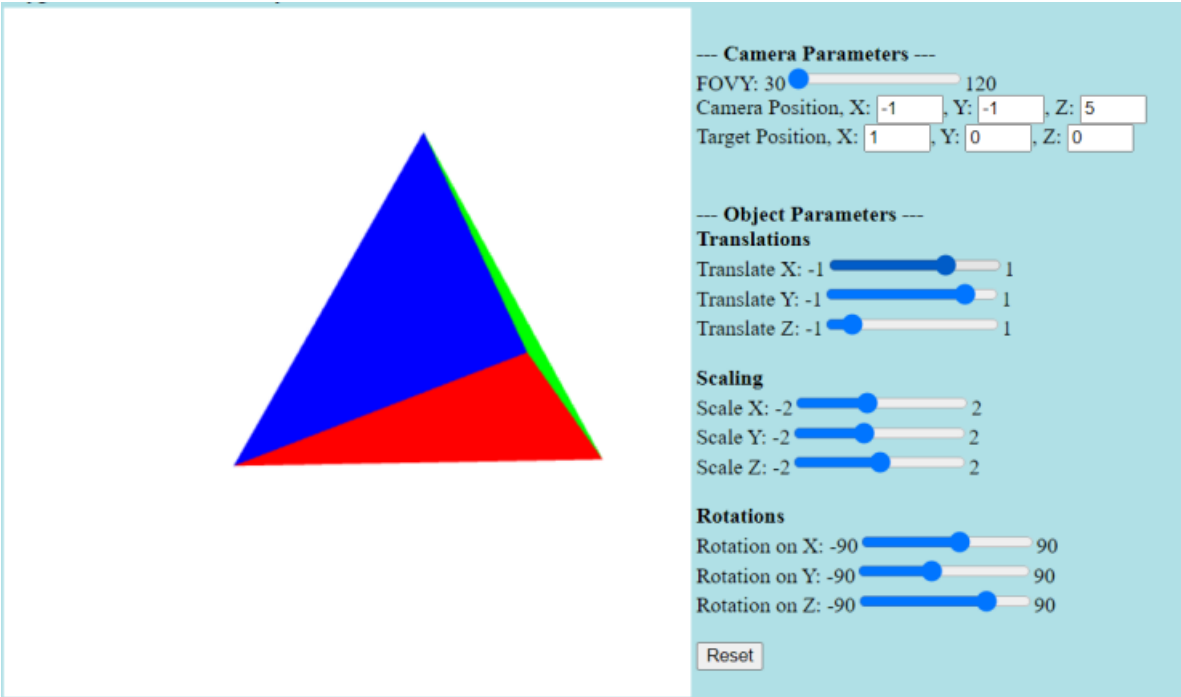 --- Camera Parameters ---
FOVY: 30 120
Camera Position, X: -1, Y: -1, Z: 5
Target Position, X: 1, Y: 0, Z: 0
--- Object Parameters ---
Translations
Translate X: -1 1
Translate Y: -1 1
Translate Z: -1 1
Scaling
Scale X: -2 2
Scale Y: -2 2
Scale Z: -2 2
Rotations
Rotation on X: -90 90
Rotation on Y: -90 90
Rotation on Z: -90 90
Reset